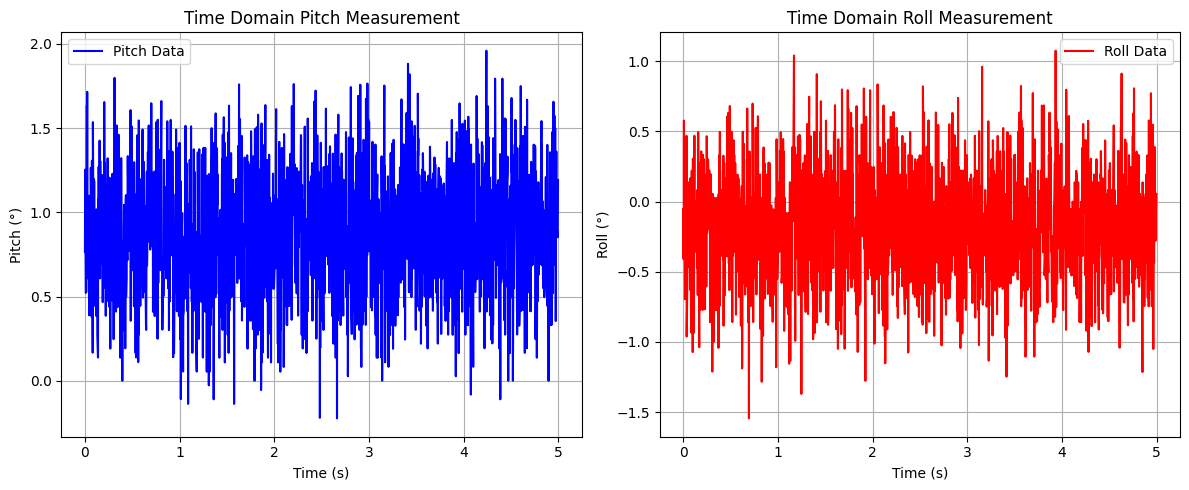 Time Domain Pitch Measurement
Pitch Data
2.0
1.5
1.0
0.5
0.0
Pitch (°)
0 1 2 3 4 5
Time (s)
Time Domain Roll Measurement
Roll Data
1.0
0.5
0.0
−0.5
−1.0
−1.5
Roll (°)
0 1 2 3 4 5
Time (s)